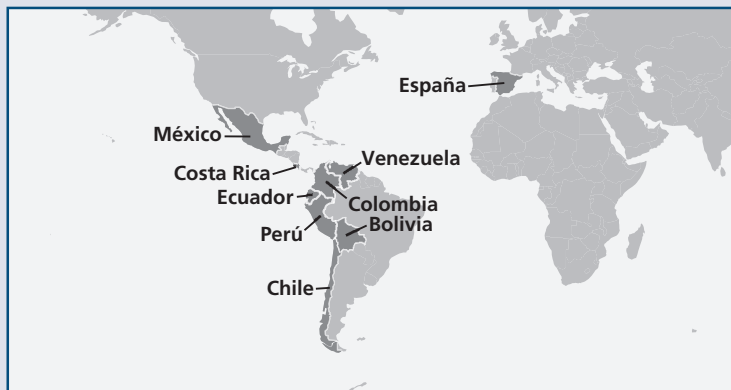 España
México
Venezuela
Costa Rica
Ecuador
Colombia
Bolivia
Perú
Chile